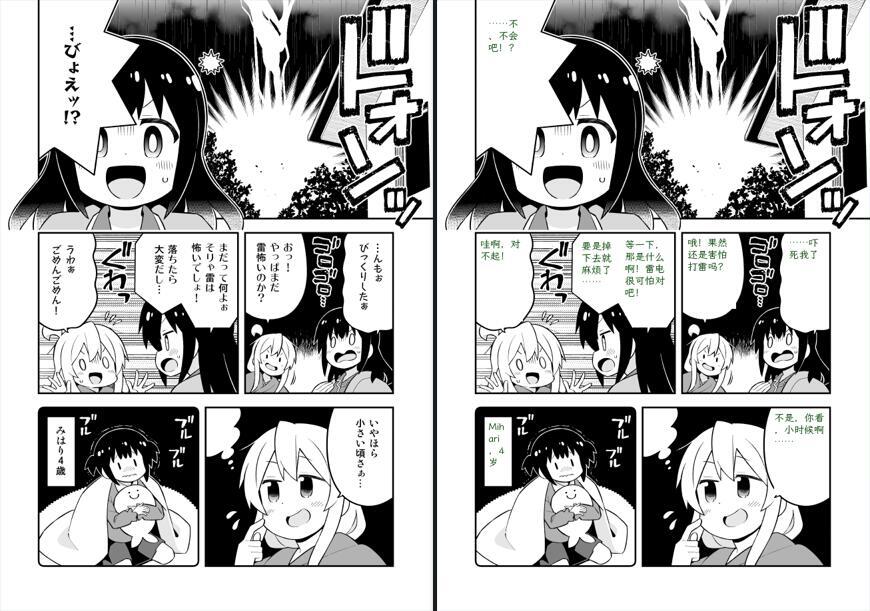 ドオォンッ
…びょえッ!?
…んもぉ
びっくりしたぁ
ゴロゴロ…
おっ!
やっぱまだ
雷怖いのか?
まだって何よぉ
そりゃ雷は
怖いでしょ!
落ちたら
大変だし…
ぐわっ
うわぁ
ごめんごめん!
いやほら
小さい頃さぁ…
ブル
ブル
ブル
ブル
みはり4歳
ドオォンッ
……不
、不会
吧!?
……吓
死我了
ゴロゴロ…
哦!果然
还是害怕
打雷吗?
等一下,
那是什么
啊!雷电
很可怕对
吧!
要是掉
下去就
麻烦了
……
ぐわっ
哇啊,对
不起!
不是,你看
,小时候啊
……
ブル
ブル
ブル
ブル
Mih
ari,4
岁